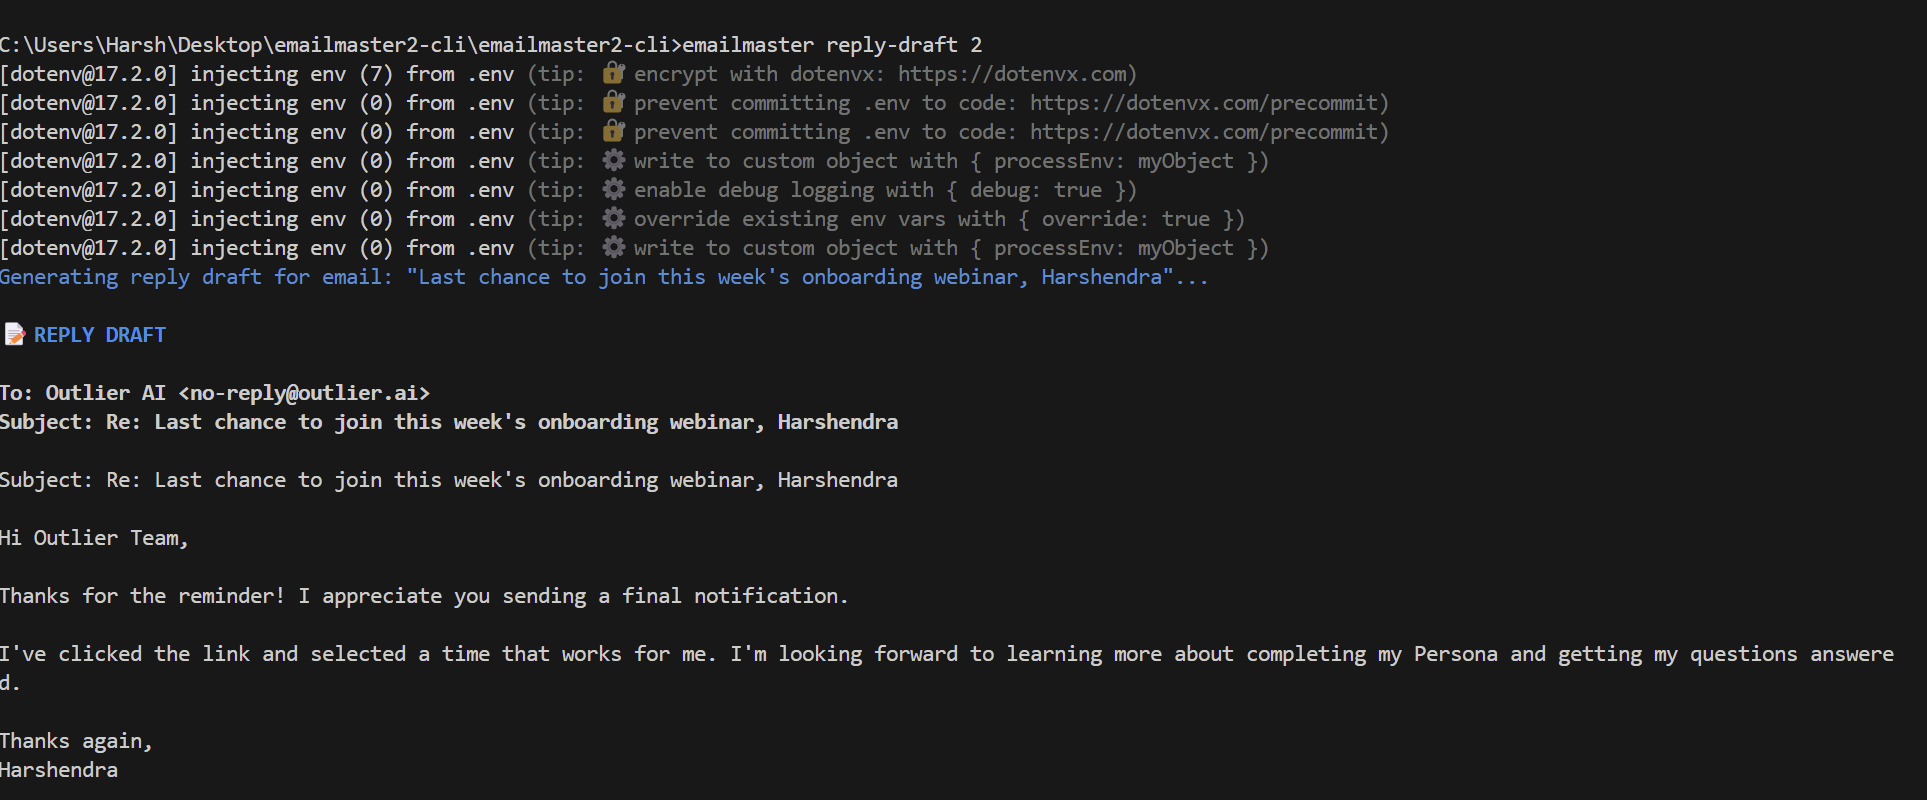 C:\Users\Harsh\Desktop\emailmaster2-cli\emailmaster2-cli>emailmaster reply-draft 2
[dotenv@17.2.0] injecting env (7) from .env (tip: 🔐 encrypt with dotenvx: https://dotenvx.com)
[dotenv@17.2.0] injecting env (0) from .env (tip: 🔐 prevent committing .env to code: https://dotenvx.com/precommit)
[dotenv@17.2.0] injecting env (0) from .env (tip: 🔐 prevent committing .env to code: https://dotenvx.com/precommit)
[dotenv@17.2.0] injecting env (0) from .env (tip: ⚙️ write to custom object with { processEnv: myObject })
[dotenv@17.2.0] injecting env (0) from .env (tip: ⚙️ enable debug logging with { debug: true })
[dotenv@17.2.0] injecting env (0) from .env (tip: ⚙️ override existing env vars with { override: true })
[dotenv@17.2.0] injecting env (0) from .env (tip: ⚙️ write to custom object with { processEnv: myObject })
Generating reply draft for email: "Last chance to join this week's onboarding webinar, Harshendra"...
📝 REPLY DRAFT
To: Outlier AI <no-reply@outlier.ai>
Subject: Re: Last chance to join this week's onboarding webinar, Harshendra
Subject: Re: Last chance to join this week's onboarding webinar, Harshendra
Hi Outlier Team,
Thanks for the reminder! I appreciate you sending a final notification.
I've clicked the link and selected a time that works for me. I'm looking forward to learning more about completing my Persona and getting my questions answere
d.
Thanks again,
Harshendra